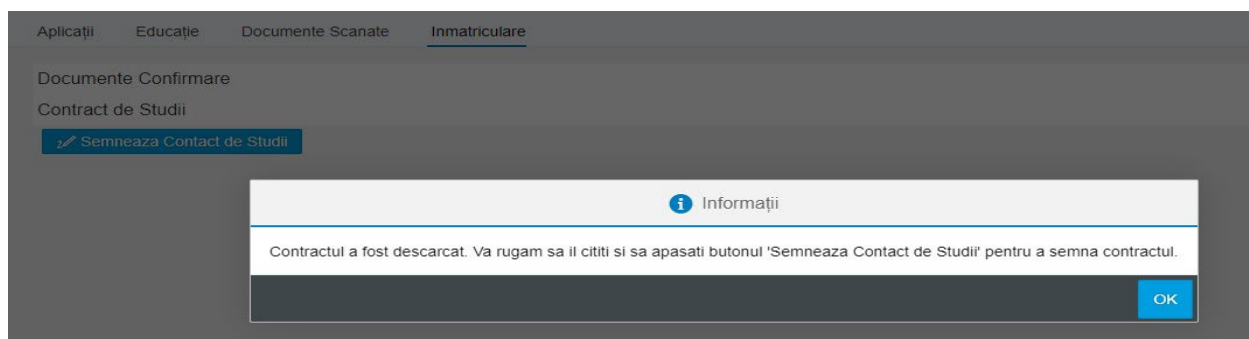 Aplicații Educație Documente Scanate Inmatriculare
Documente Confirmare
Contract de Studii
Semneaza Contact de Studii
Informații
Contractul a fost descarcat. Va rugam sa il cititi si sa apasati butonul 'Semneaza Contact de Studii' pentru a semna contractul.
OK